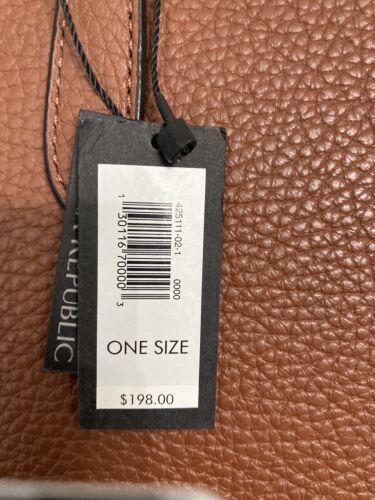 425111-02-1 0000
1 30116 70000 3
ONE SIZE
$198.00
REPUBLIC